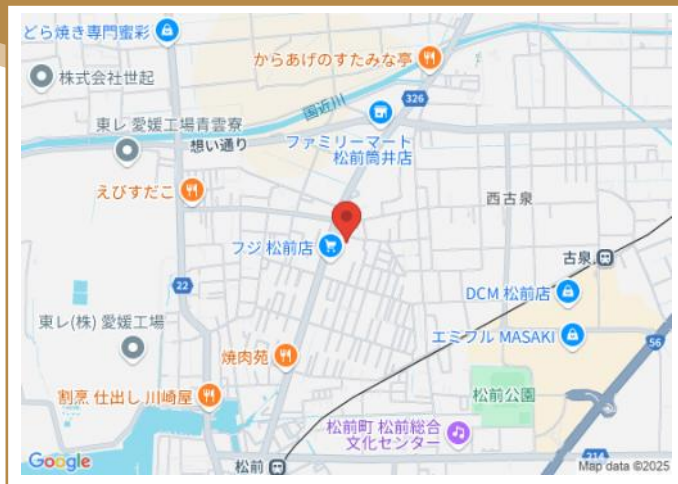 どら焼き専門蜜彩
からあげのすたみな亭
株式会社世起
326
国近川
東レ 愛媛工場青雲寮
想い通り
ファミリーマート
松前筒井店
えびすだこ
西古泉
フジ 松前店
古泉
22
DCM 松前店
東レ(株) 愛媛工場
エミフル MASAKI
56
焼肉苑
松前公園
割烹 仕出し 川崎屋
松前町 松前総合
文化センター
214
Google
松前
Map data ©2025